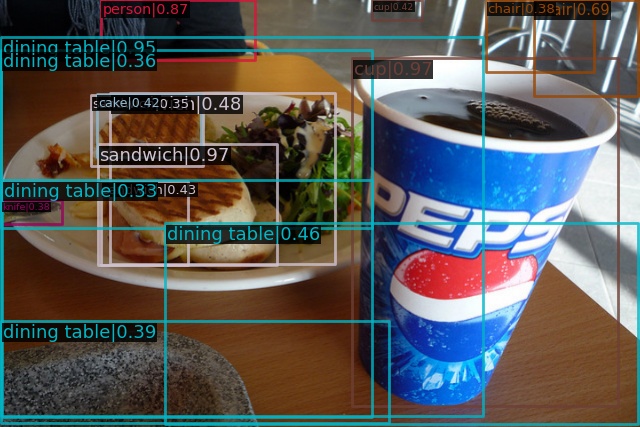 person|0.87
cup|0.42
chair|0.38
air|0.69
dining table|0.95
dining table|0.36
cup|0.97
cake|0.42
0.35
h|0.48
sandwich|0.97
dining table|0.33
h|0.43
knife|0.38
PEPS
dining table|0.46
dining table|0.39